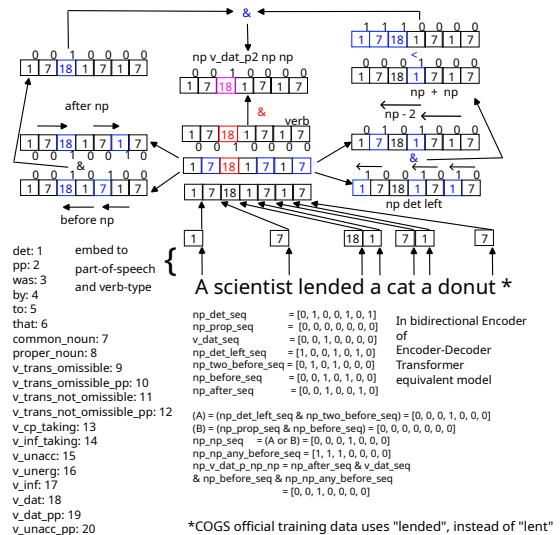 &
0 0 1 0 0 0 0
1 7 18 1 7 1 7
np v_dat_p2 np np
0 0 1 0 0 0 0
1 7 18 1 7 1 7
1 1 1 0 0 0 0
1 7 18 1 7 1 7
<
0 0 0 1 0 0 0
1 7 18 1 7 1 7
np + np
after np
&
verb
np - 2
1 7 18 1 7 1 7
0 0 1 0 0 1 0
&
0 0 1 0 1 0 0
1 7 18 1 7 1 7
before np
1 7 18 1 7 1 7
0 0 1 0 0 0 0
1 7 18 1 7 1 7
1 7 18 1 7 1 7
0 1 0 1 0 0 0
1 7 18 1 7 1 7
&
1 0 0 1 0 1 0
1 7 18 1 7 1 7
np det left
1 7 18 1 7 1 7
A scientist lended a cat a donut *
embed to
part-of-speech
and verb-type
{
det: 1
pp: 2
was: 3
by: 4
to: 5
that: 6
common_noun: 7
proper_noun: 8
v_trans_omissible: 9
v_trans_omissible_pp: 10
v_trans_not_omissible: 11
v_trans_not_omissible_pp: 12
v_cp_taking: 13
v_inf_taking: 14
v_unacc: 15
v_unerg: 16
v_inf: 17
v_dat: 18
v_dat_pp: 19
v_unacc_pp: 20
np_det_seq = [0, 1, 0, 0, 1, 0, 1]
np_prop_seq = [0, 0, 0, 0, 0, 0, 0]
v_dat_seq = [0, 0, 1, 0, 0, 0, 0]
np_det_left_seq = [1, 0, 0, 1, 0, 1, 0]
np_two_before_seq = [0, 1, 0, 1, 0, 0, 0]
np_before_seq = [0, 0, 1, 0, 1, 0, 0]
np_after_seq = [0, 0, 1, 0, 0, 1, 0]
In bidirectional Encoder
of
Encoder-Decoder
Transformer
equivalent model
(A) = (np_det_left_seq & np_two_before_seq) = [0, 0, 0, 1, 0, 0, 0]
(B) = (np_prop_seq & np_before_seq) = [0, 0, 0, 0, 0, 0, 0]
np_np_seq = (A or B) = [0, 0, 0, 1, 0, 0, 0]
np_np_any_before_seq = [1, 1, 1, 0, 0, 0, 0]
np_v_dat_p_np_np = np_after_seq & v_dat_seq
& np_before_seq & np_np_any_before_seq
= [0, 0, 1, 0, 0, 0, 0]
*COGS official training data uses "lended", instead of "lent"